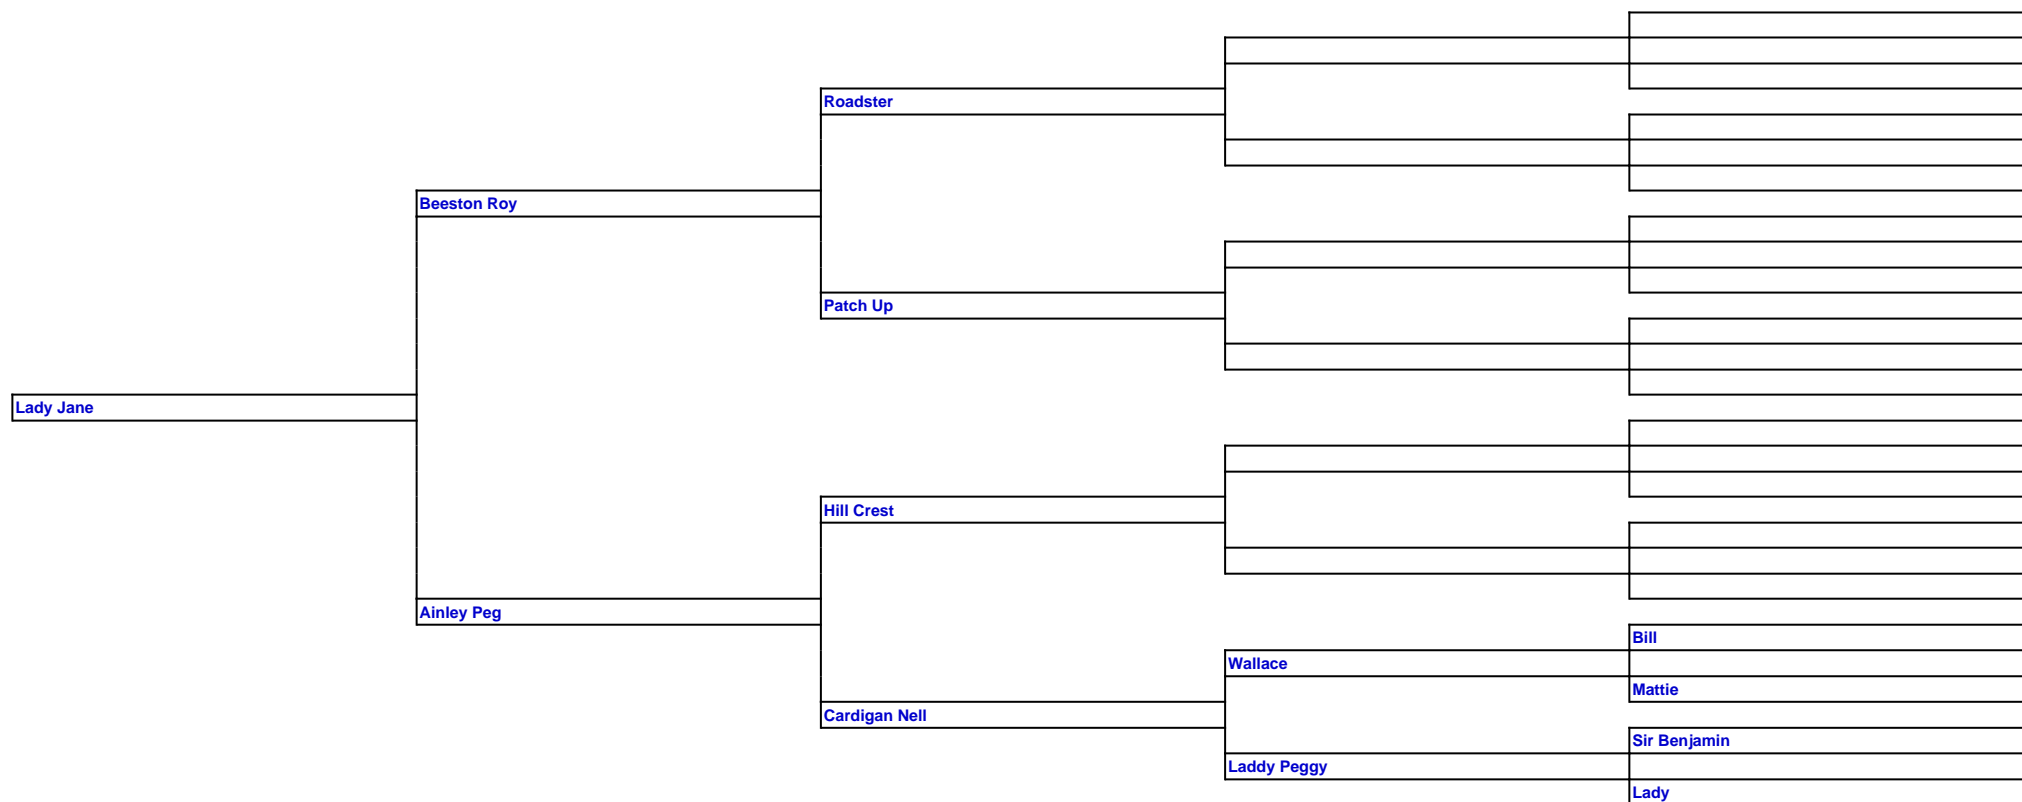 Roadster
Beeston Roy
Patch Up
Lady Jane
Hill Crest
Ainley Peg
Bill
Wallace
Mattie
Cardigan Nell
Sir Benjamin
Laddy Peggy
Lady